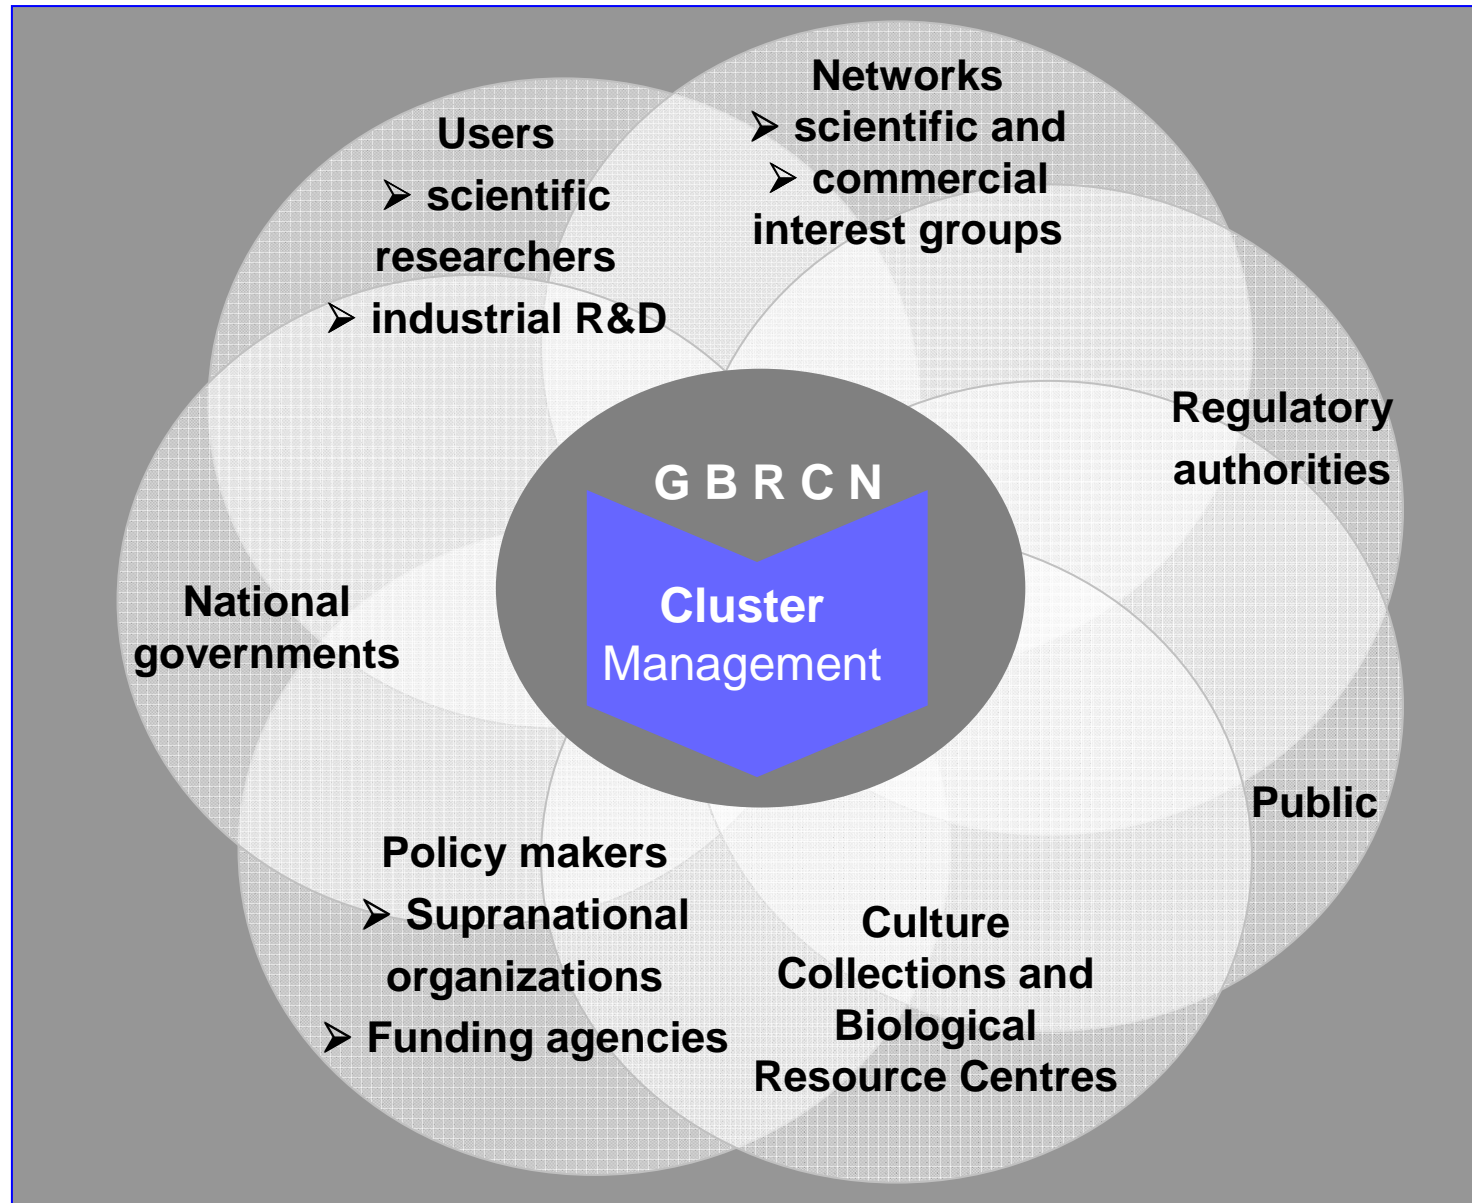 Networks
➢ scientific and
➢ commercial
interest groups
Users
➢ scientific
researchers
➢ industrial R&D
Regulatory
authorities
G B R C N
Cluster
Management
National
governments
Public
Policy makers
➢ Supranational
organizations
➢ Funding agencies
Culture
Collections and
Biological
Resource Centres